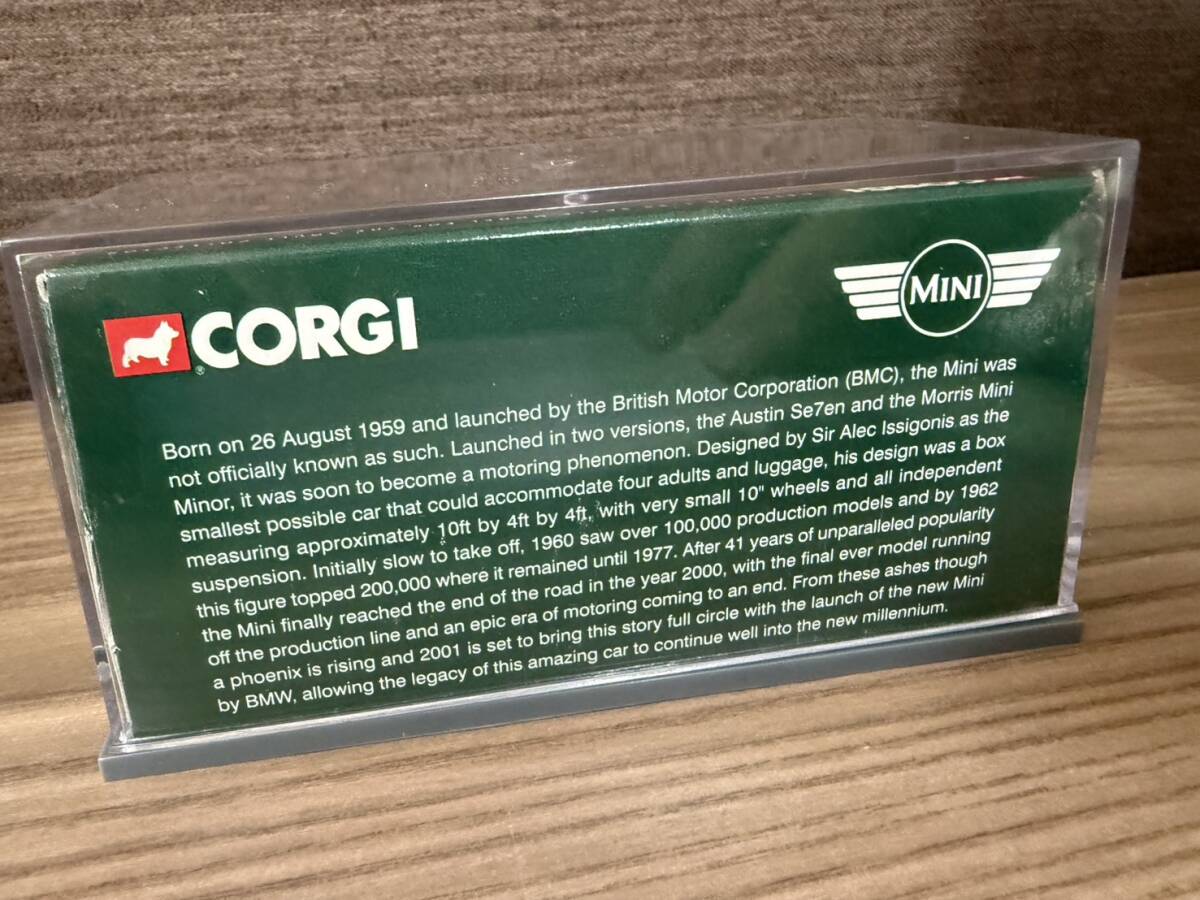 CORGI
MINI
Born on 26 August 1959 and launched by the British Motor Corporation (BMC), the Mini was
not officially known as such. Launched in two versions, the Austin Se7en and the Morris Mini
Minor, it was soon to become a motoring phenomenon. Designed by Sir Alec Issigonis as the
smallest possible car that could accommodate four adults and luggage, his design was a box
measuring approximately 10ft by 4ft by 4ft, with very small 10" wheels and all independent
suspension. Initially slow to take off, 1960 saw over 100,000 production models and by 1962
this figure topped 200,000 where it remained until 1977. After 41 years of unparalleled popularity
the Mini finally reached the end of the road in the year 2000, with the final ever model running
off the production line and an epic era of motoring coming to an end. From these ashes though
a phoenix is rising and 2001 is set to bring this story full circle with the launch of the new Mini
by BMW, allowing the legacy of this amazing car to continue well into the new millennium.